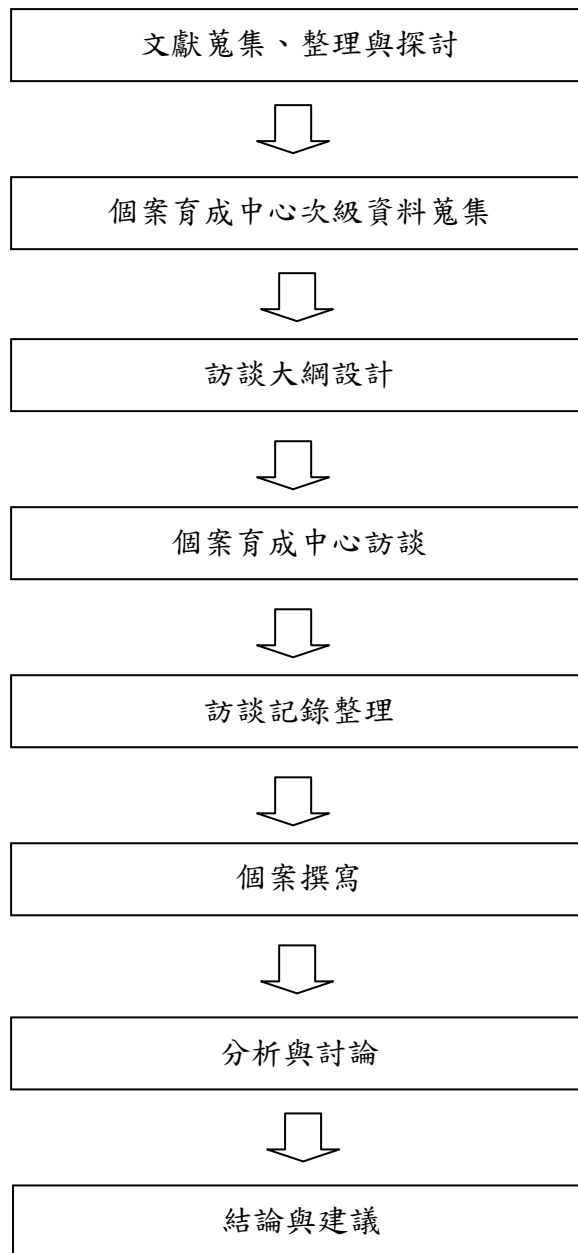 文獻蒐集、整理與探討
個案育成中心次級資料蒐集
訪談大綱設計
個案育成中心訪談
訪談記錄整理
個案撰寫
分析與討論
結論與建議